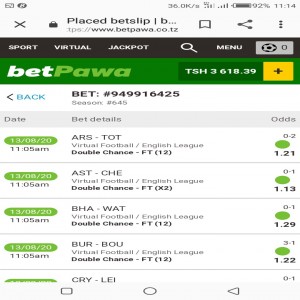 36.0K/s 92% 11:14
Placed betslip | b...
tps://www.betpawa.co.tz
SPORT VIRTUAL JACKPOT MENU 0
betPawa TSH 3 618.39 +
< BACK BET: #949916425
Season: #645
Date Bet details Odds
13/08/20 ARS - TOT 0-2
11:05am Virtual Football / English League
Double Chance - FT (12) 1.21
13/08/20 AST - CHE 0-1
11:05am Virtual Football / English League
Double Chance - FT (X2) 1.13
13/08/20 BHA - WAT 0-1
11:05am Virtual Football / English League
Double Chance - FT (12) 1.29
13/08/20 BUR - BOU 3-1
11:05am Virtual Football / English League
Double Chance - FT (12) 1.22
CRY - LEI 0-1